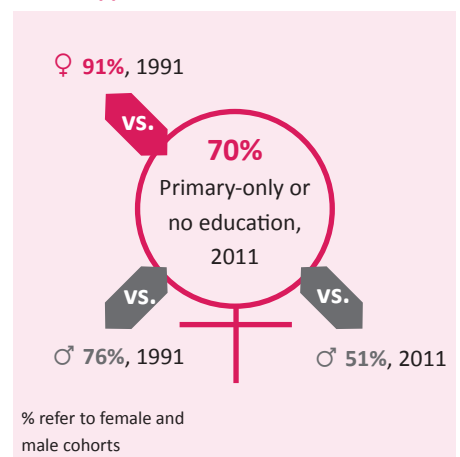 ♀ 91%, 1991
vs.
70%
Primary-only or
no education,
2011
vs.
vs.
♂ 76%, 1991
♂ 51%, 2011
% refer to female and
male cohorts